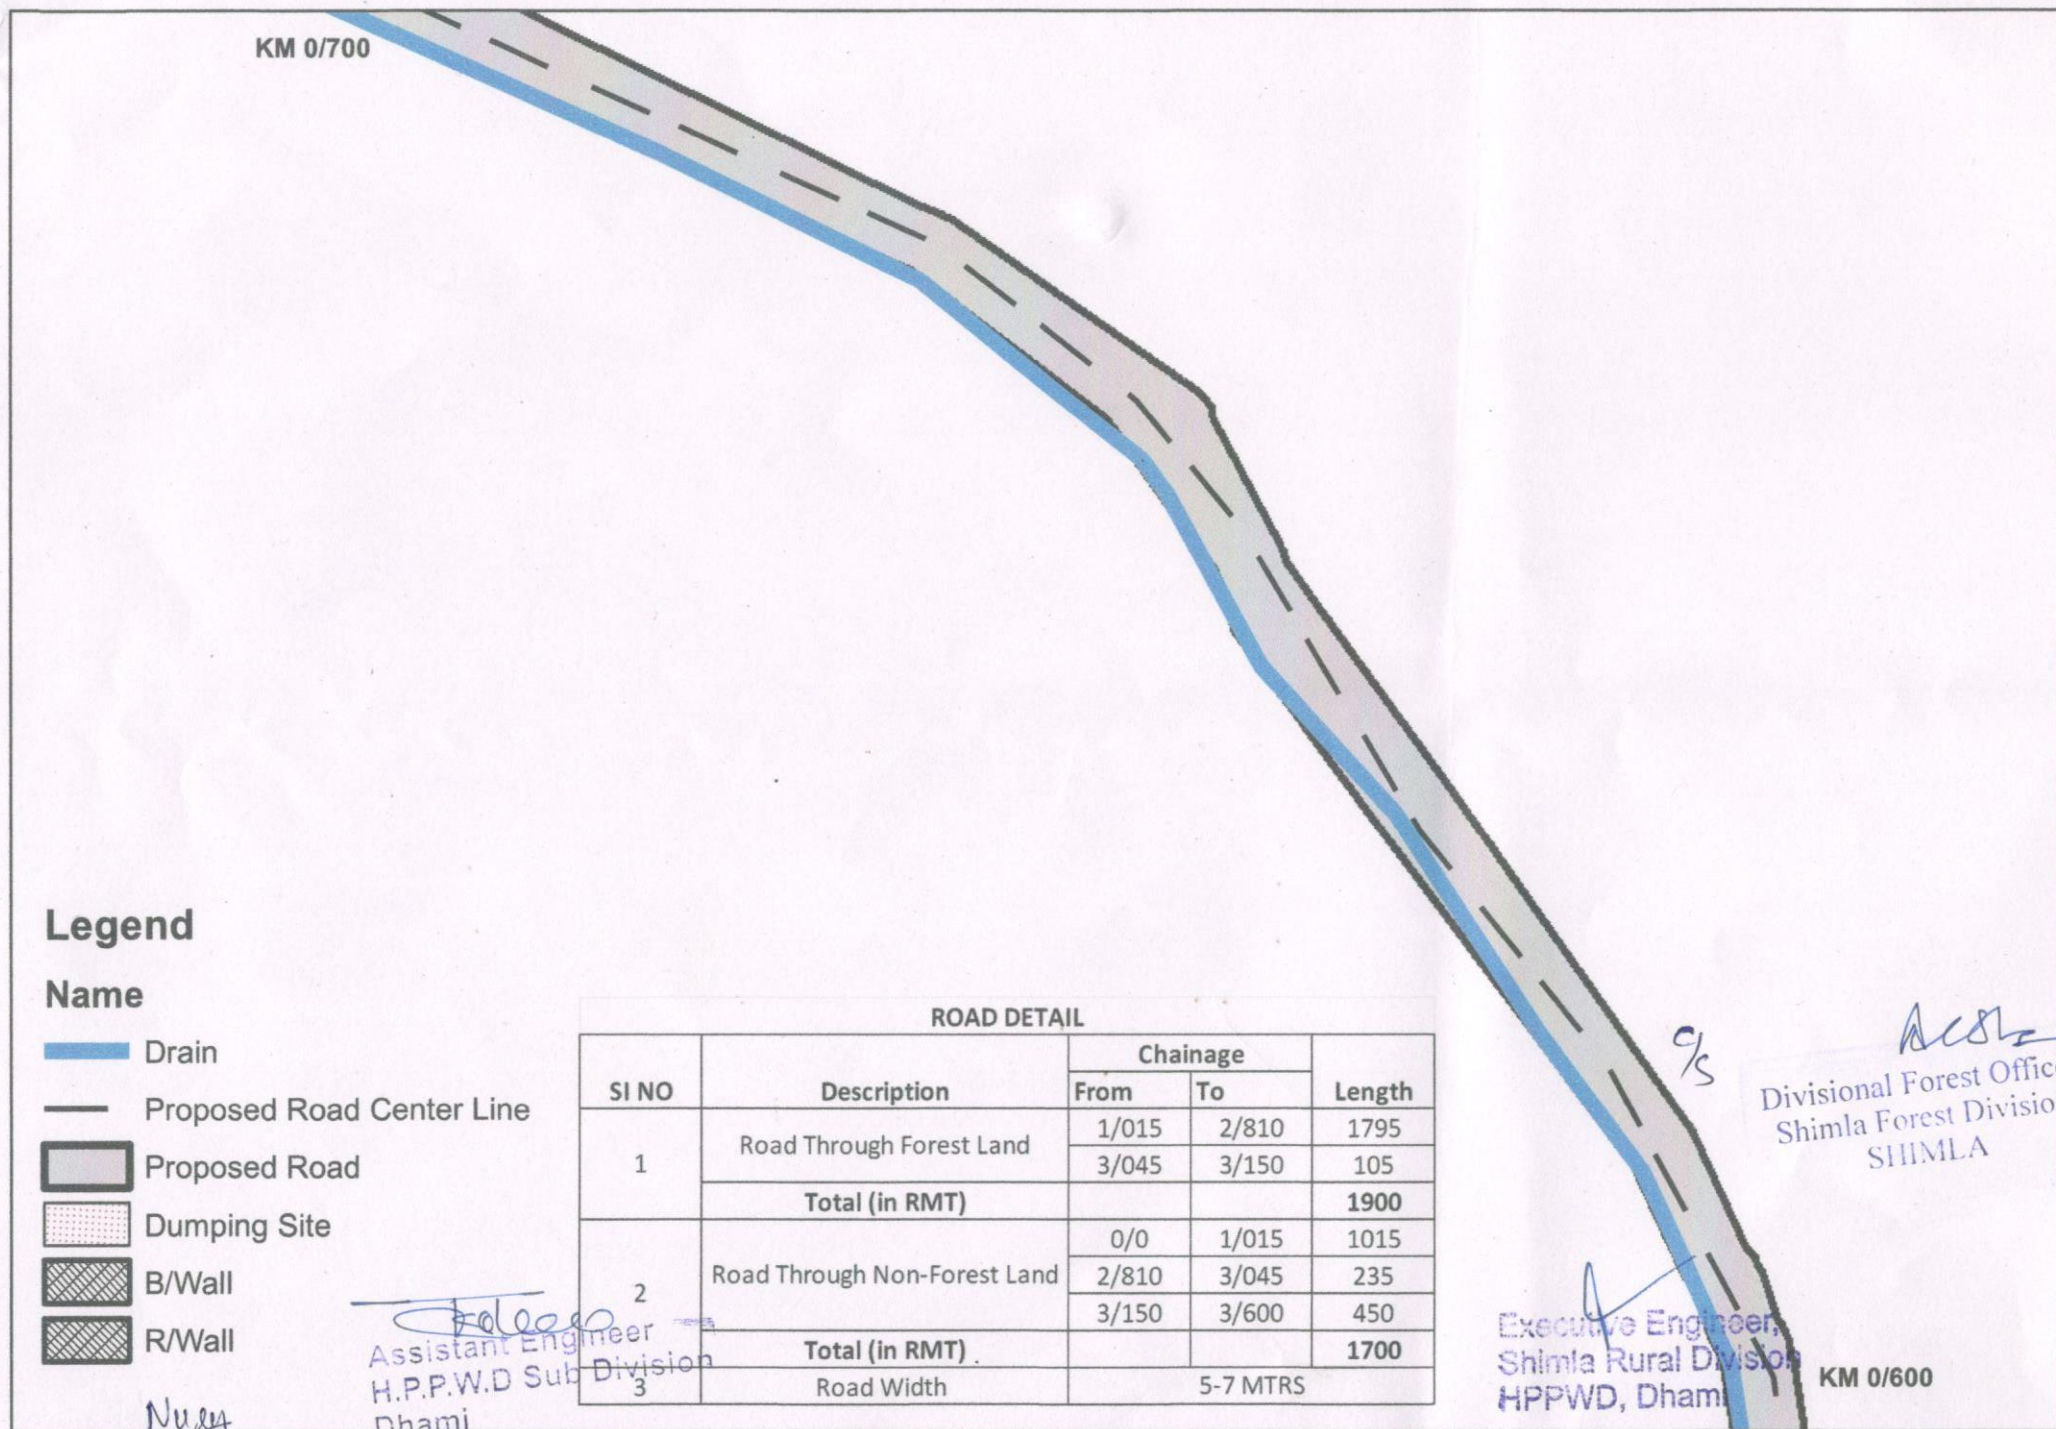 KM 0/700
Legend
Name
Drain
Proposed Road Center Line
Proposed Road
Dumping Site
B/Wall
R/Wall
ROAD DETAIL
SI NO Description Chainage Length
From To
1 Road Through Forest Land 1/015 2/810 1795
3/045 3/150 105
Total (in RMT) 1900
2 Road Through Non-Forest Land 0/0 1/015 1015
2/810 3/045 235
3/150 3/600 450
Total (in RMT) 1700
3 Road Width 5-7 MTRS
Assistant Engineer
H.P.P.W.D Sub Division
Dhami
C/S
Divisional Forest Office
Shimla Forest Divisio
SHIMLA
Executive Engineer,
Shimla Rural Division
HPPWD, Dhami
KM 0/600